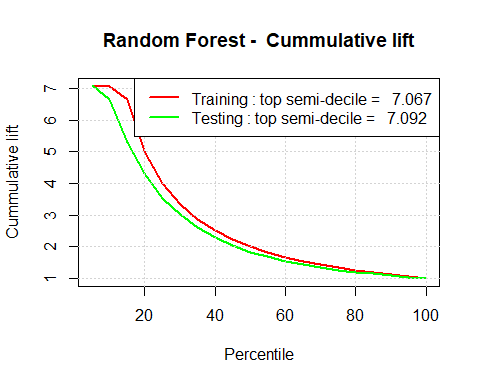 Random Forest -  Cummulative lift
Training : top semi-decile =  7.067
Testing : top semi-decile =  7.092
7
6
5
4
3
2
1
Cummulative lift
20 40 60 80 100
Percentile